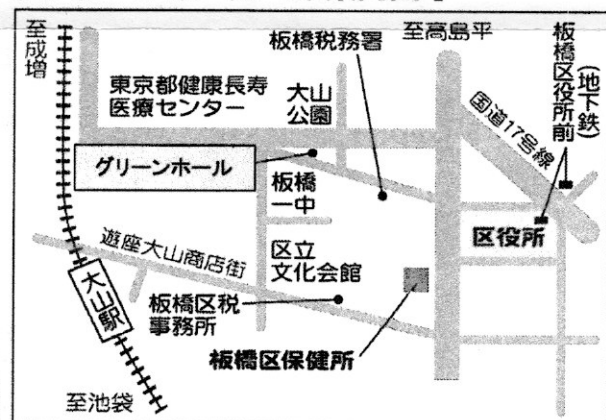 至成増
板橋税務署
至高島平
板橋区役所前
(地下鉄)
東京都健康長寿
医療センター
大山
公園
国道17号線
グリーンホール
板橋
一中
区役所
遊座大山商店街
区立
文化会館
大山駅
板橋区税
事務所
板橋区保健所
至池袋